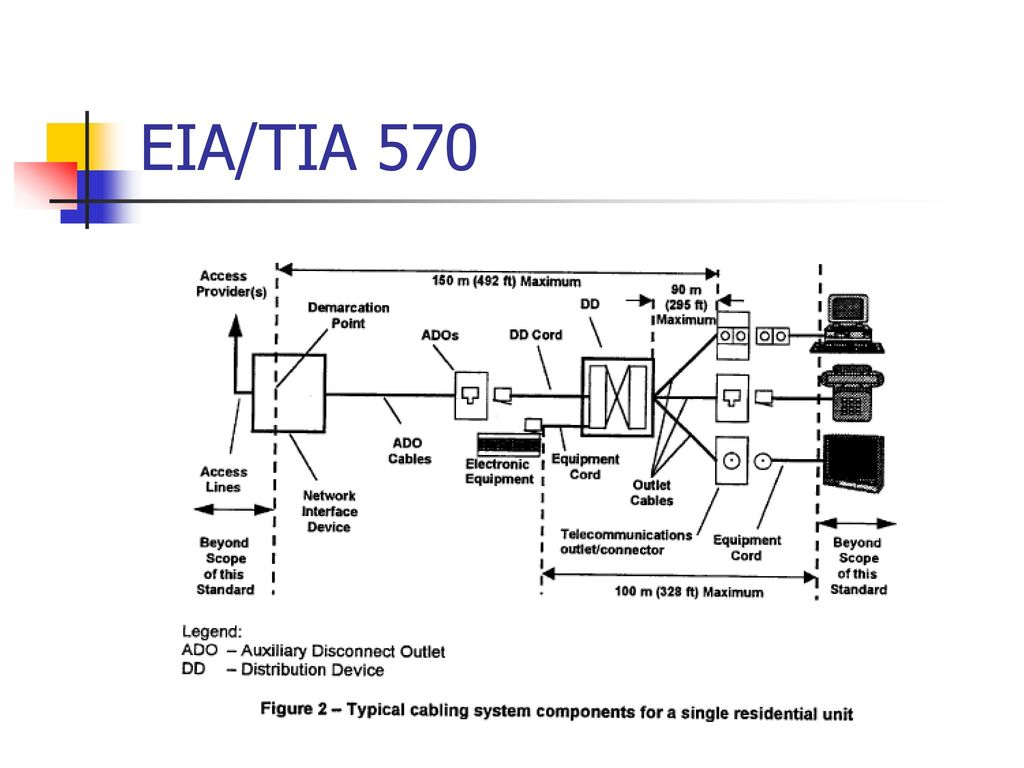 EIA/TIA 570
Access
Provider(s)
150 m (492 ft) Maximum
90 m
(295 ft)
Maximum
Demarcation
Point
ADOs
DD Cord
DD
ADO
Cables
Electronic
Equipment
Equipment
Cord
Outlet
Cables
Access
Lines
Network
Interface
Device
Telecommunications
outlet/connector
Equipment
Cord
Beyond
Scope
of this
Standard
Beyond
Scope
of this
Standard
100 m (328 ft) Maximum
Legend:
ADO – Auxiliary Disconnect Outlet
DD – Distribution Device
Figure 2 – Typical cabling system components for a single residential unit